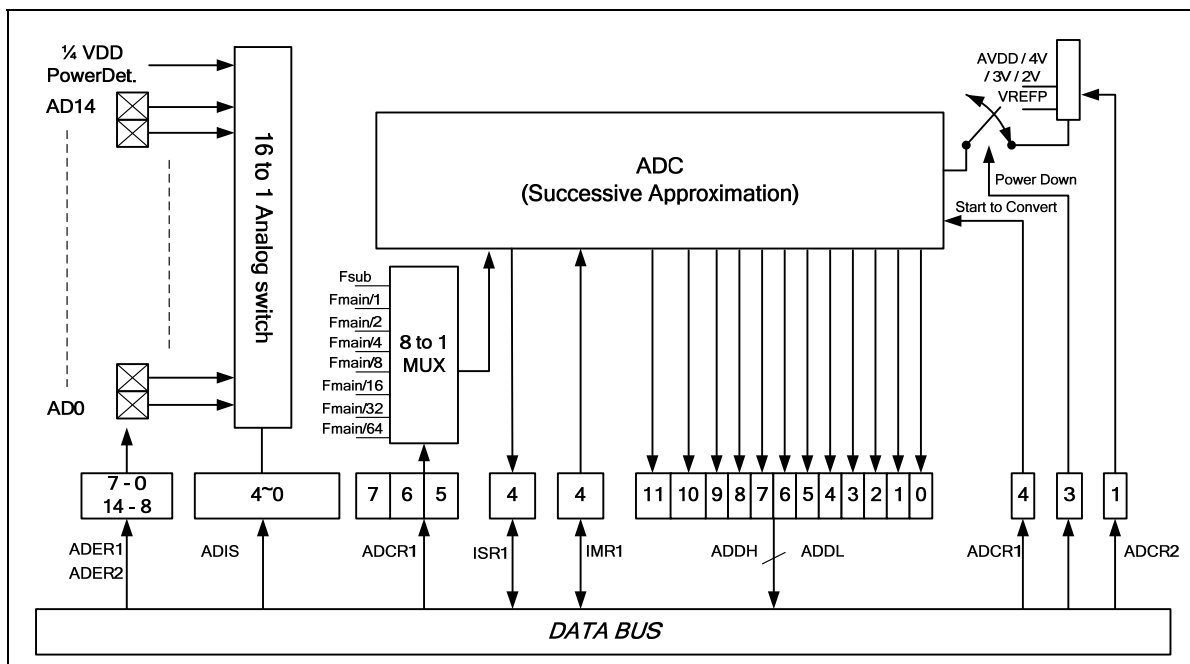 ¼ VDD
PowerDet.
AD14
AD0
16 to 1 Analog switch
ADC
(Successive Approximation)
AVDD / 4V
/ 3V / 2V
VREFP
Power Down
Start to Convert
Fsub
Fmain/1
Fmain/2
Fmain/4
Fmain/8
Fmain/16
Fmain/32
Fmain/64
8 to 1
MUX
7 - 0
14 - 8
4~0
7 6 5
4
4
11 10 9 8 7 6 5 4 3 2 1 0
4
3
1
ADER1
ADER2
ADIS
ADCR1
ISR1
IMR1
ADDH
ADDL
ADCR1
ADCR2
DATA BUS